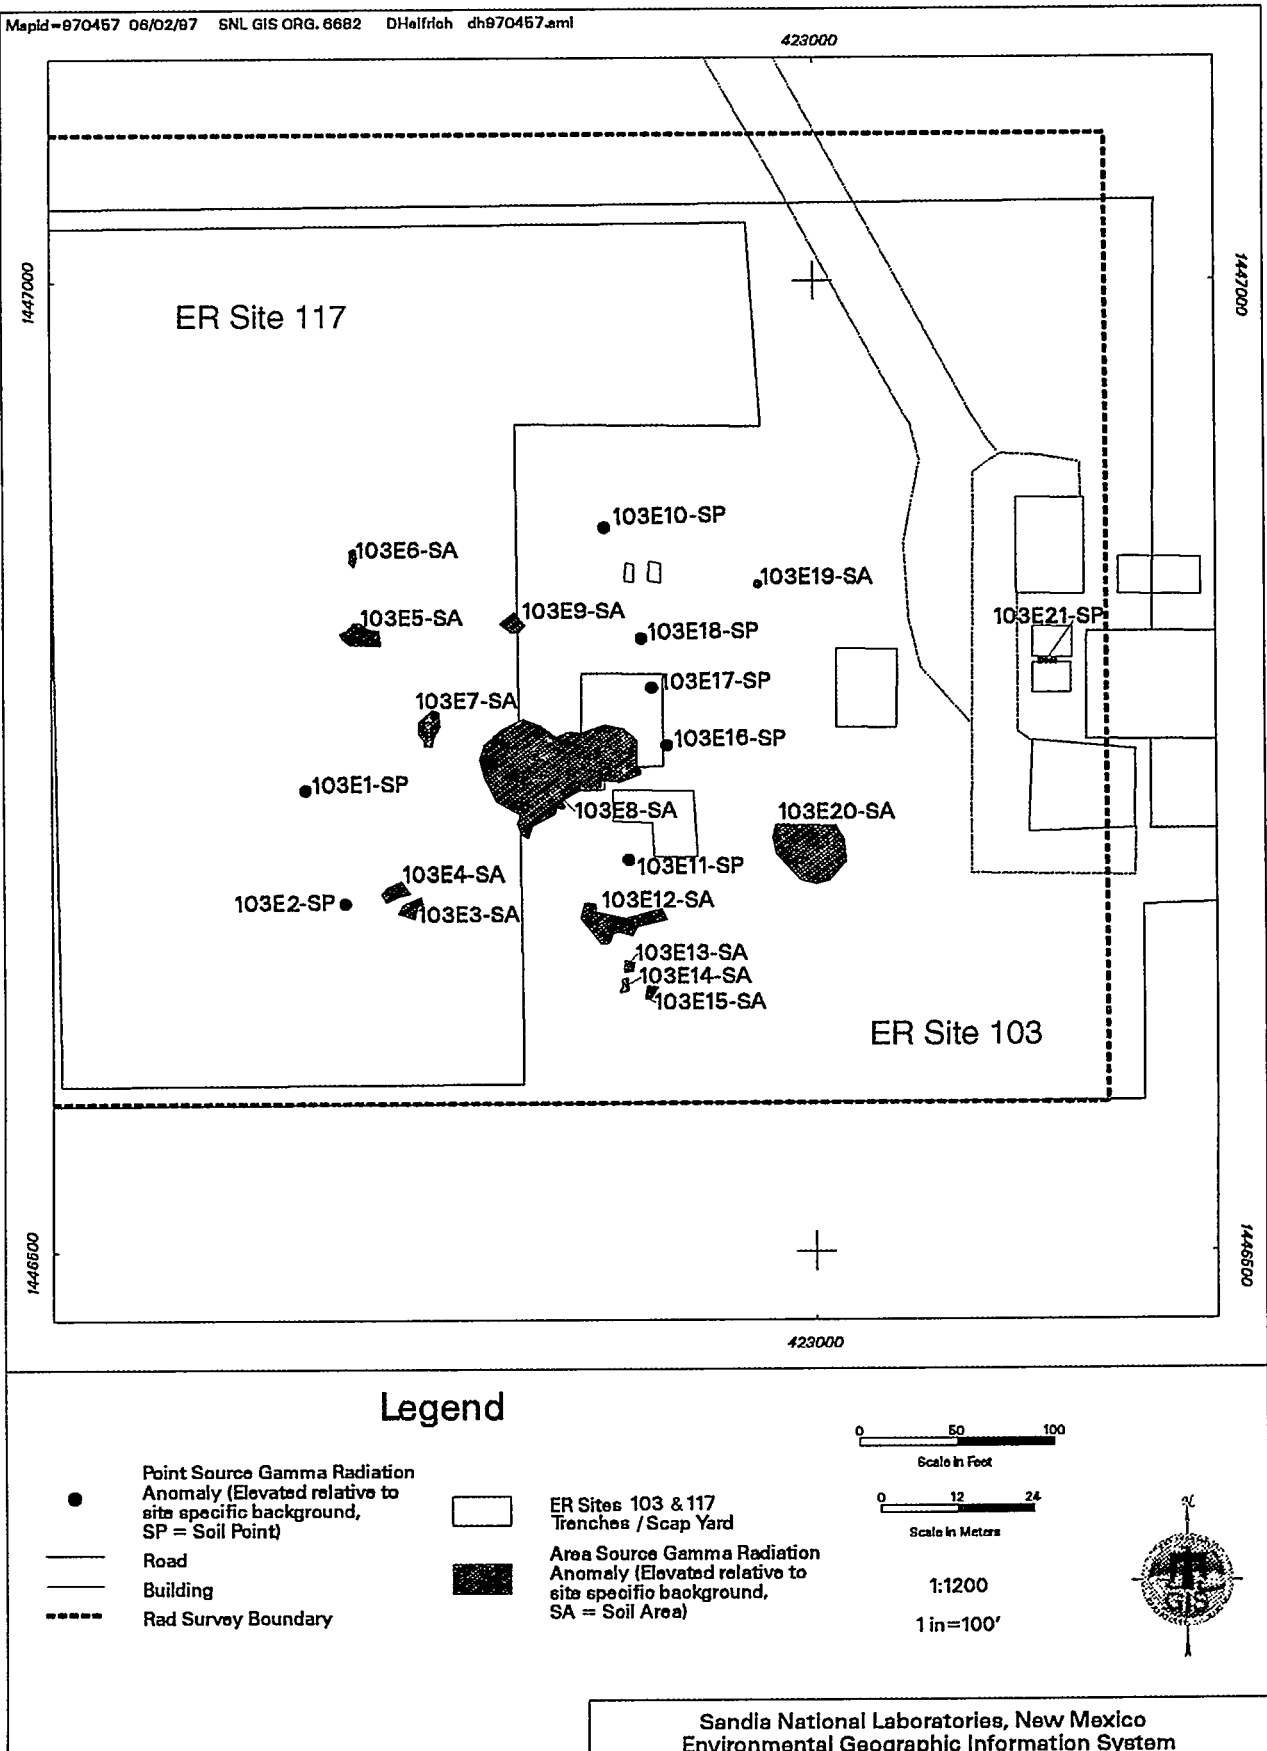 Mapid=970457 06/02/97 SNL GIS ORG. 6682 DHelfrich dh970457.aml
423000
1447000
1447000
ER Site 117
103E10-SP
103E6-SA
103E19-SA
103E5-SA
103E9-SA
103E21-SP
103E18-SP
103E17-SP
103E7-SA
103E16-SP
103E1-SP
103E8-SA
103E20-SA
103E11-SP
103E4-SA
103E2-SP
103E12-SA
103E3-SA
103E13-SA
103E14-SA
103E15-SA
ER Site 103
1446500
1446500
423000
Legend
Point Source Gamma Radiation
Anomaly (Elevated relative to
site specific background,
SP = Soil Point)
Road
Building
Rad Survey Boundary
ER Sites 103 & 117
Trenches / Scap Yard
Area Source Gamma Radiation
Anomaly (Elevated relative to
site specific background,
SA = Soil Area)
0 50 100
Scale in Feet
0 12 24
Scale in Meters
1:1200
1 in=100'
N
GIS
Sandia National Laboratories, New Mexico
Environmental Geographic Information System